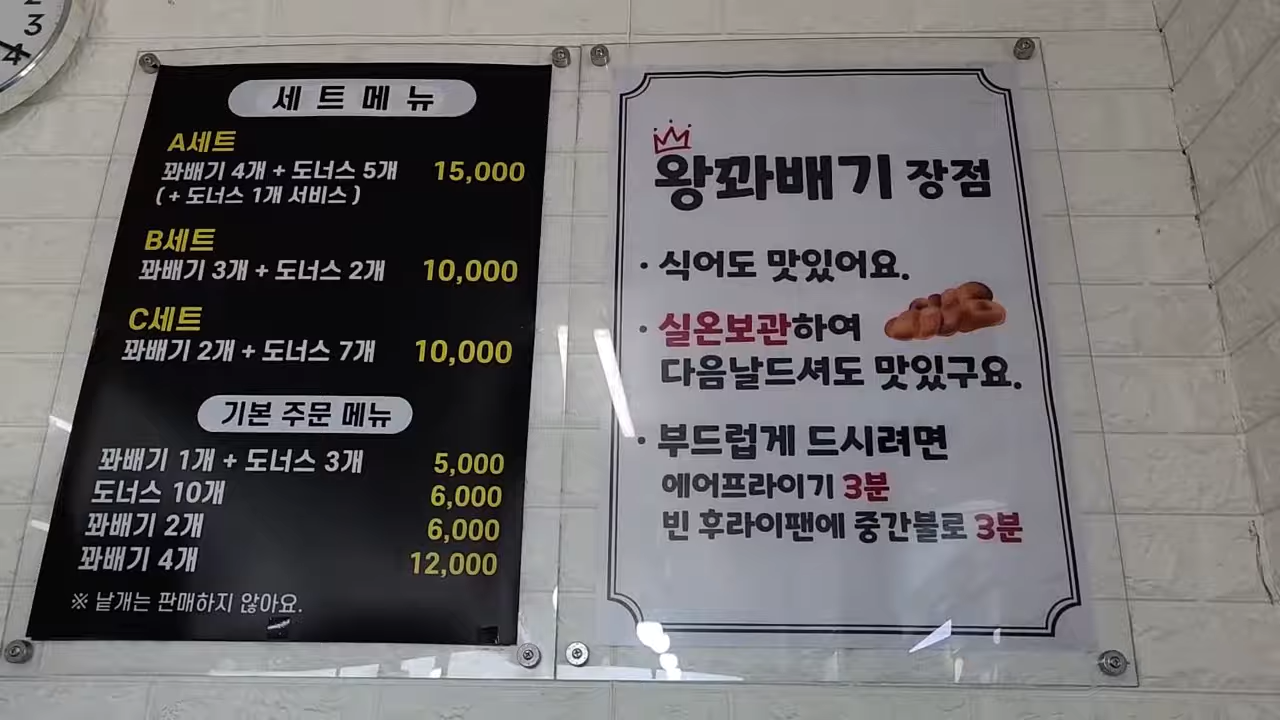 3
4
세트메뉴
A세트
꽈배기 4개 + 도너스 5개 15,000
( + 도너스 1개 서비스 )
B세트
꽈배기 3개 + 도너스 2개 10,000
C세트
꽈배기 2개 + 도너스 7개 10,000
기본 주문 메뉴
꽈배기 1개 + 도너스 3개 5,000
도너스 10개 6,000
꽈배기 2개 6,000
꽈배기 4개 12,000
※ 낱개는 판매하지 않아요.
왕꽈배기 장점
· 식어도 맛있어요.
· 실온보관하여
다음날드셔도 맛있구요.
· 부드럽게 드시려면
에어프라이기 3분
빈 후라이팬에 중간불로 3분